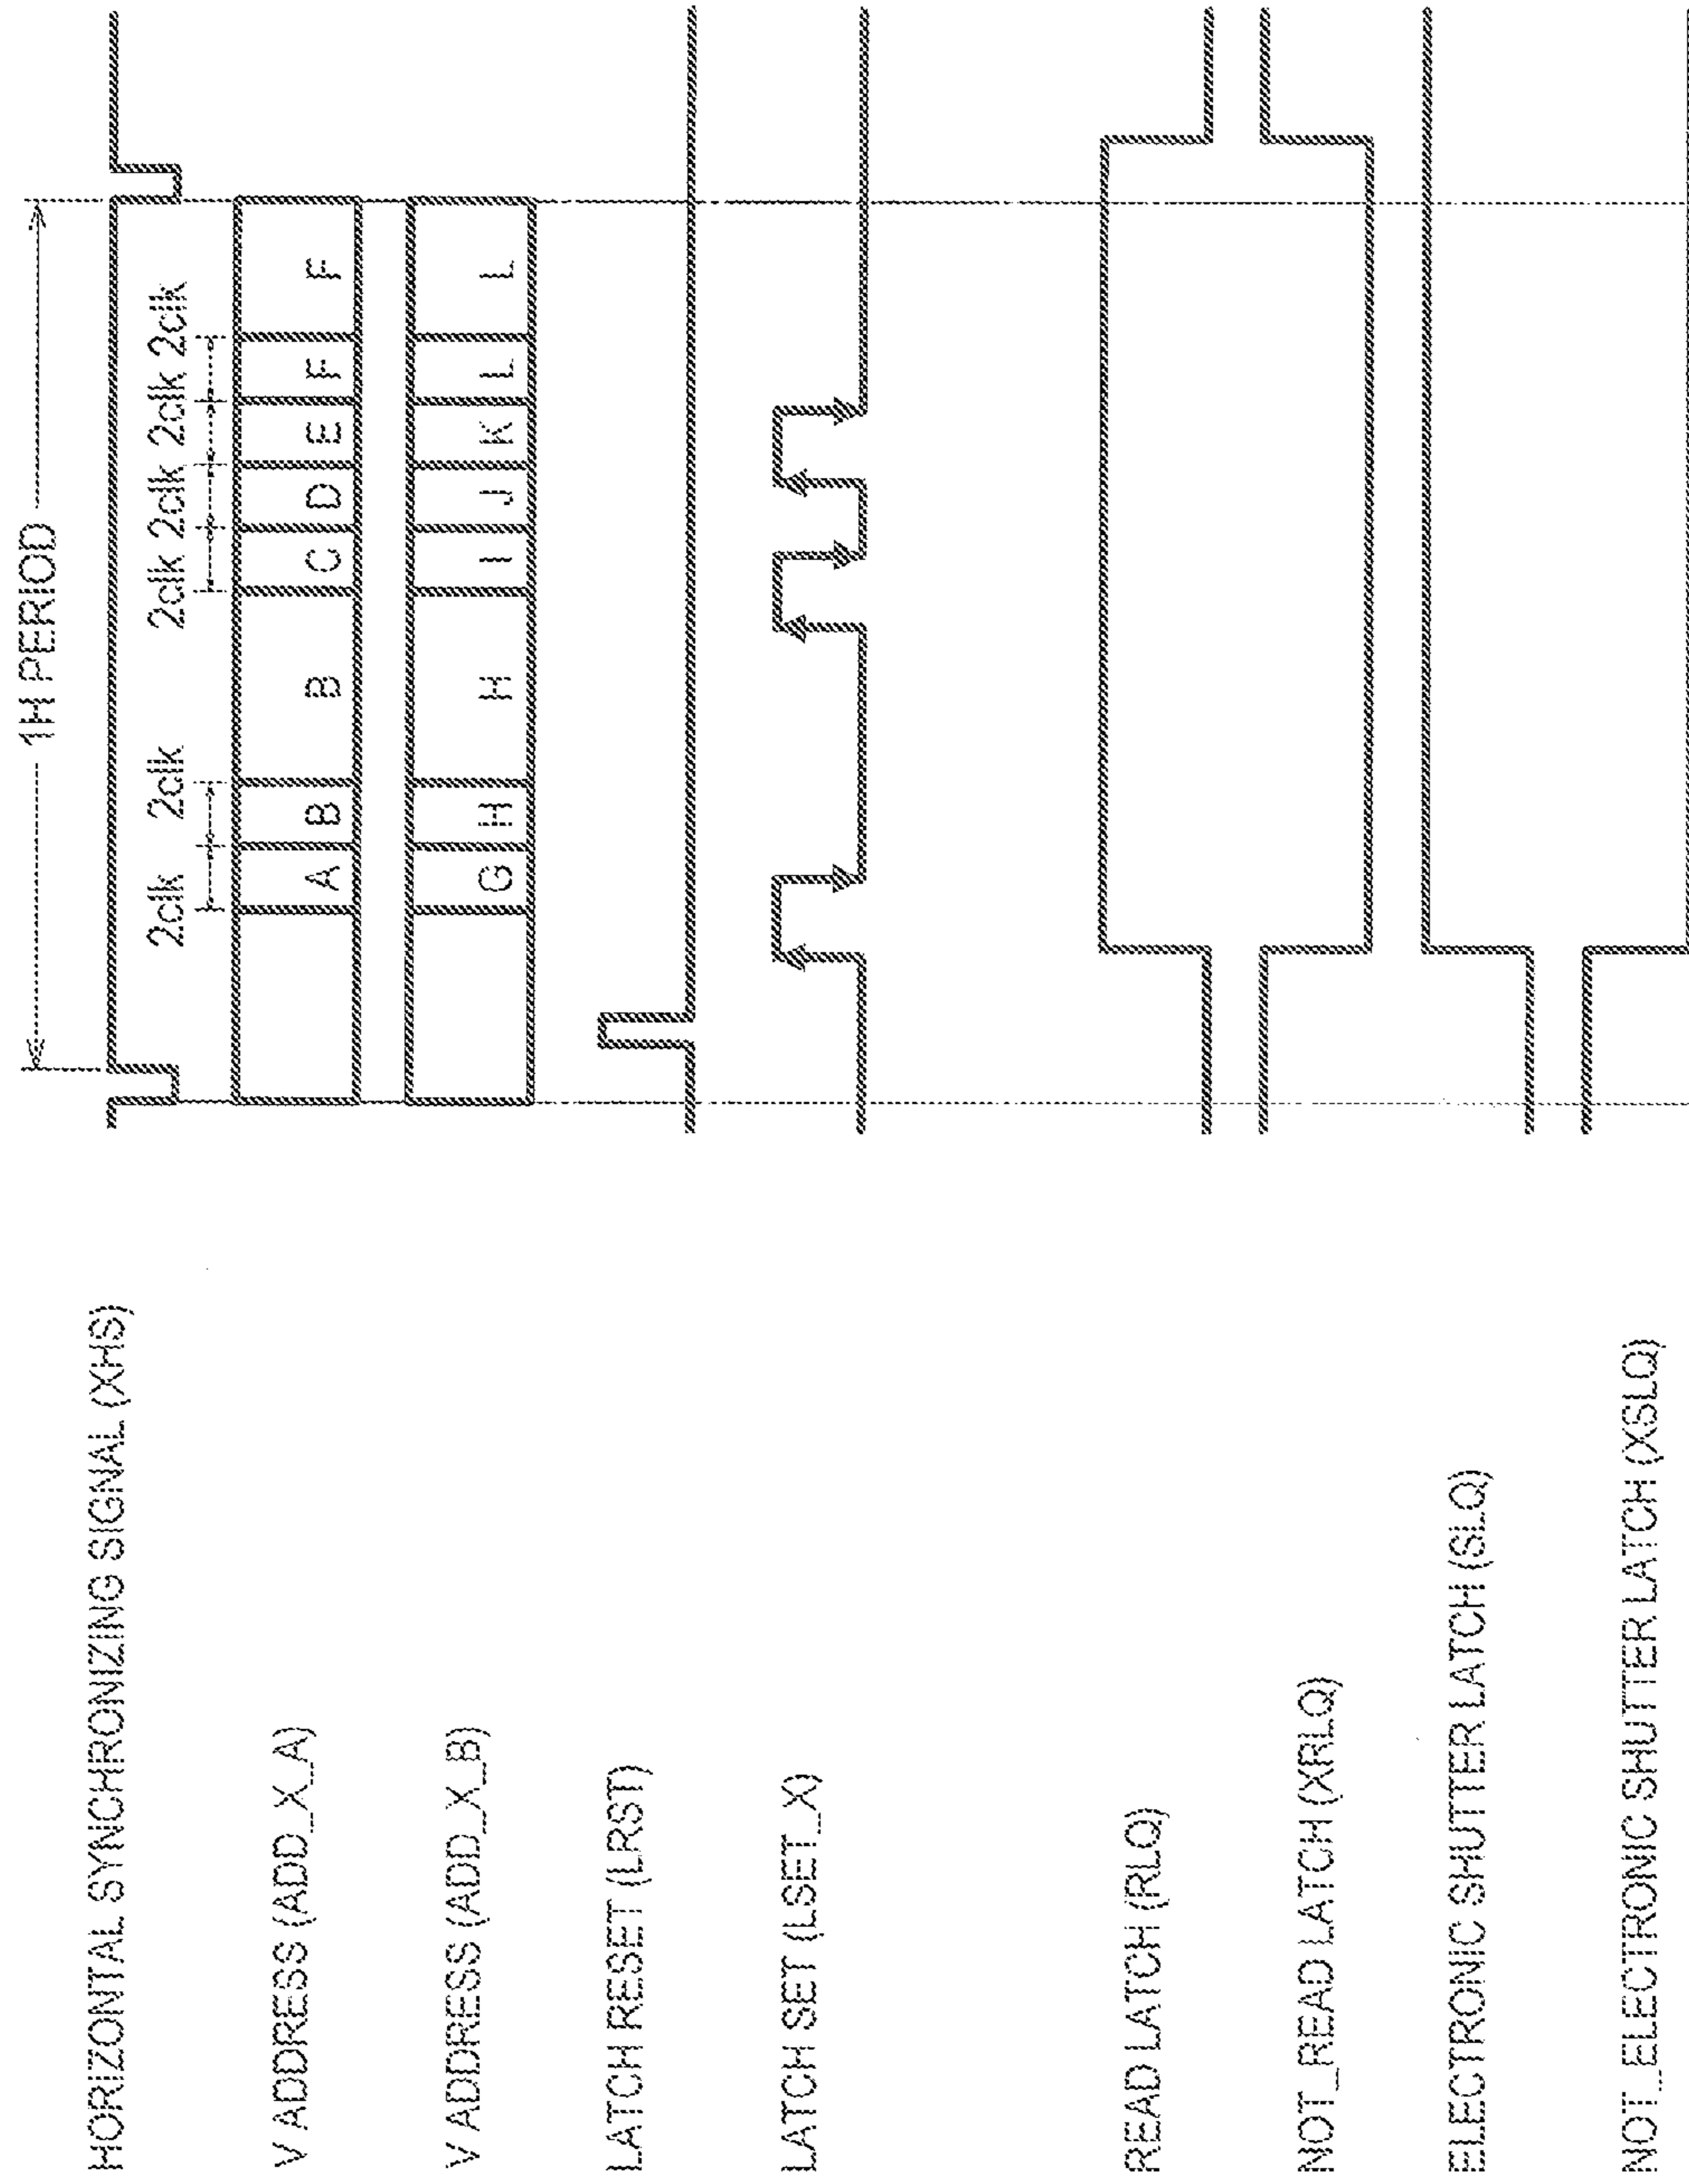 1H PERIOD
HORIZONTAL SYNCHRONIZING SIGNAL (XHS)
2clk 2clk 2clk 2clk 2clk 2clk
V ADDRESS (ADD_X_A)
A B B C D E F F
V ADDRESS (ADD_X_B)
G H H I J K L L
LATCH RESET (LRST)
LATCH SET (LSET_X)
READ LATCH (RLQ)
NOT_READ LATCH (XRLQ)
ELECTRONIC SHUTTER LATCH (SLQ)
NOT_ELECTRONIC SHUTTER LATCH (XSLQ)